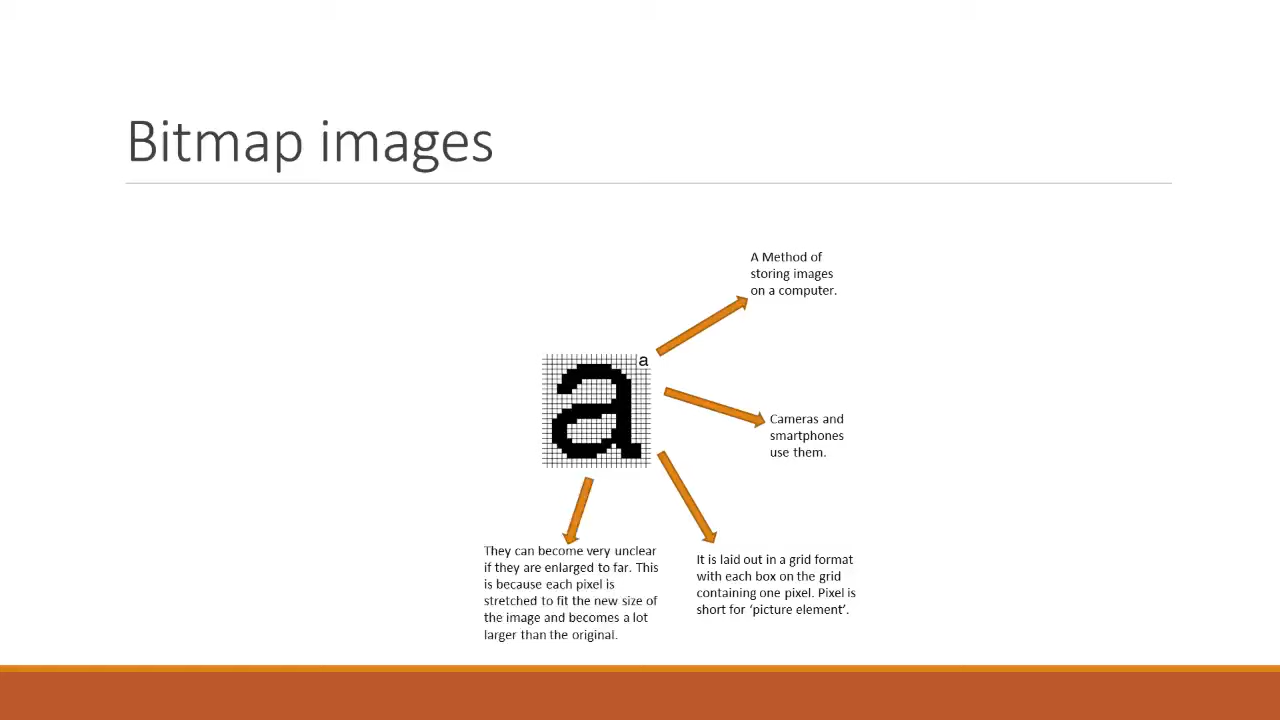 Bitmap images
A Method of
storing images
on a computer.
a
Cameras and
smartphones
use them.
They can become very unclear
if they are enlarged to far. This
is because each pixel is
stretched to fit the new size of
the image and becomes a lot
larger than the original.
It is laid out in a grid format
with each box on the grid
containing one pixel. Pixel is
short for ‘picture element’.
a